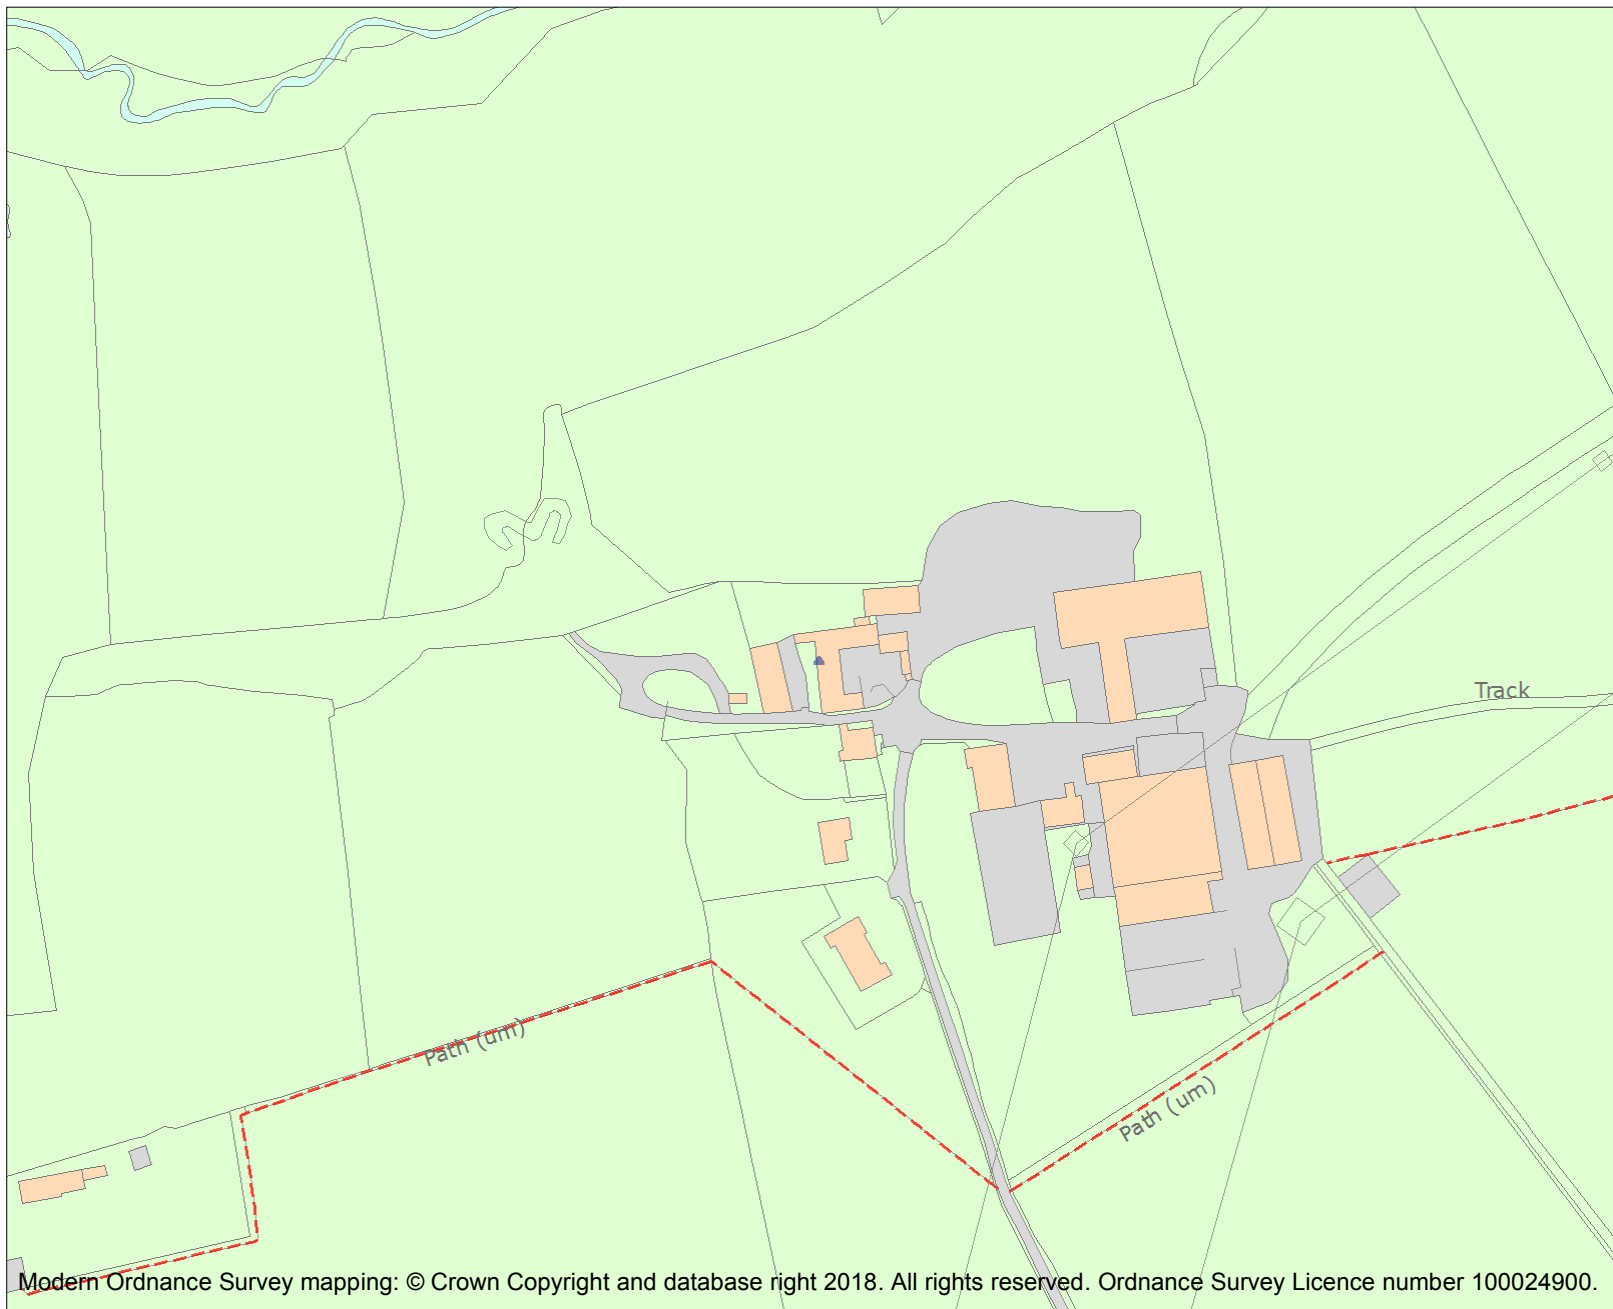 Track
Path (um)
Path (um)
Modern Ordnance Survey mapping: © Crown Copyright and database right 2018. All rights reserved. Ordnance Survey Licence number 100024900.